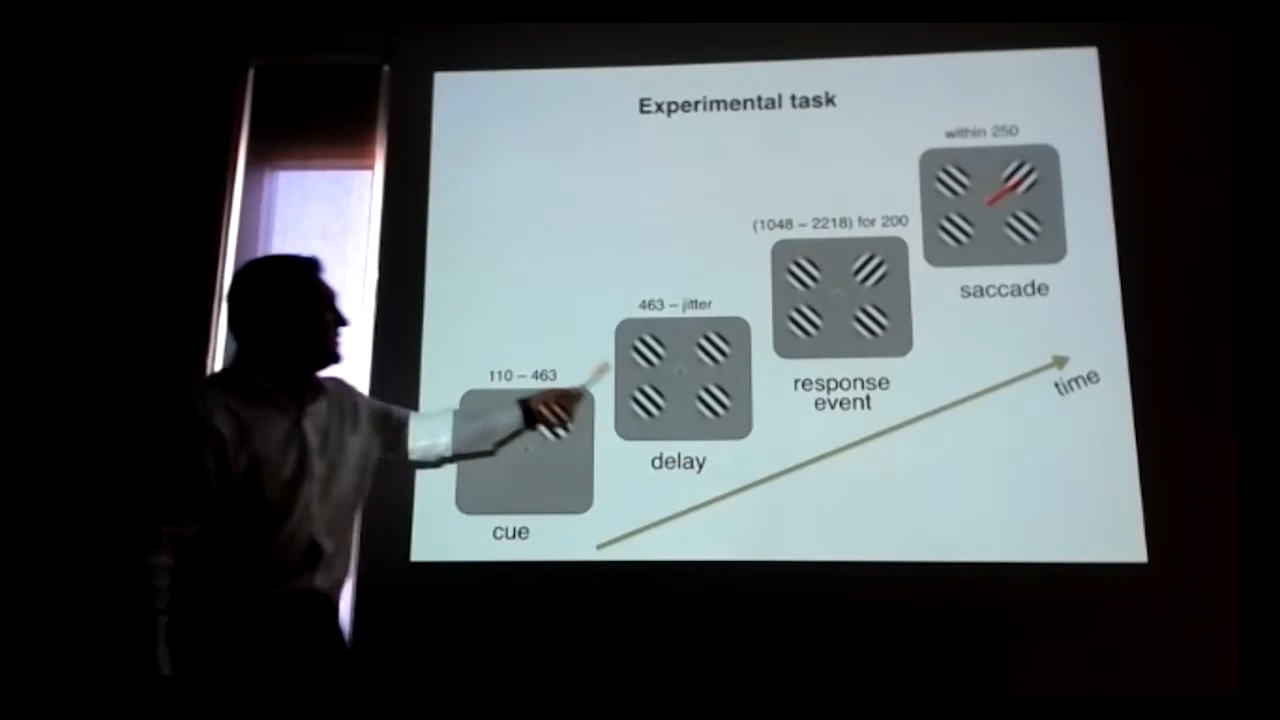 Experimental task
within 250
(1048 – 2218) for 200
saccade
463 – jitter
response
event
time
110 – 463
delay
cue